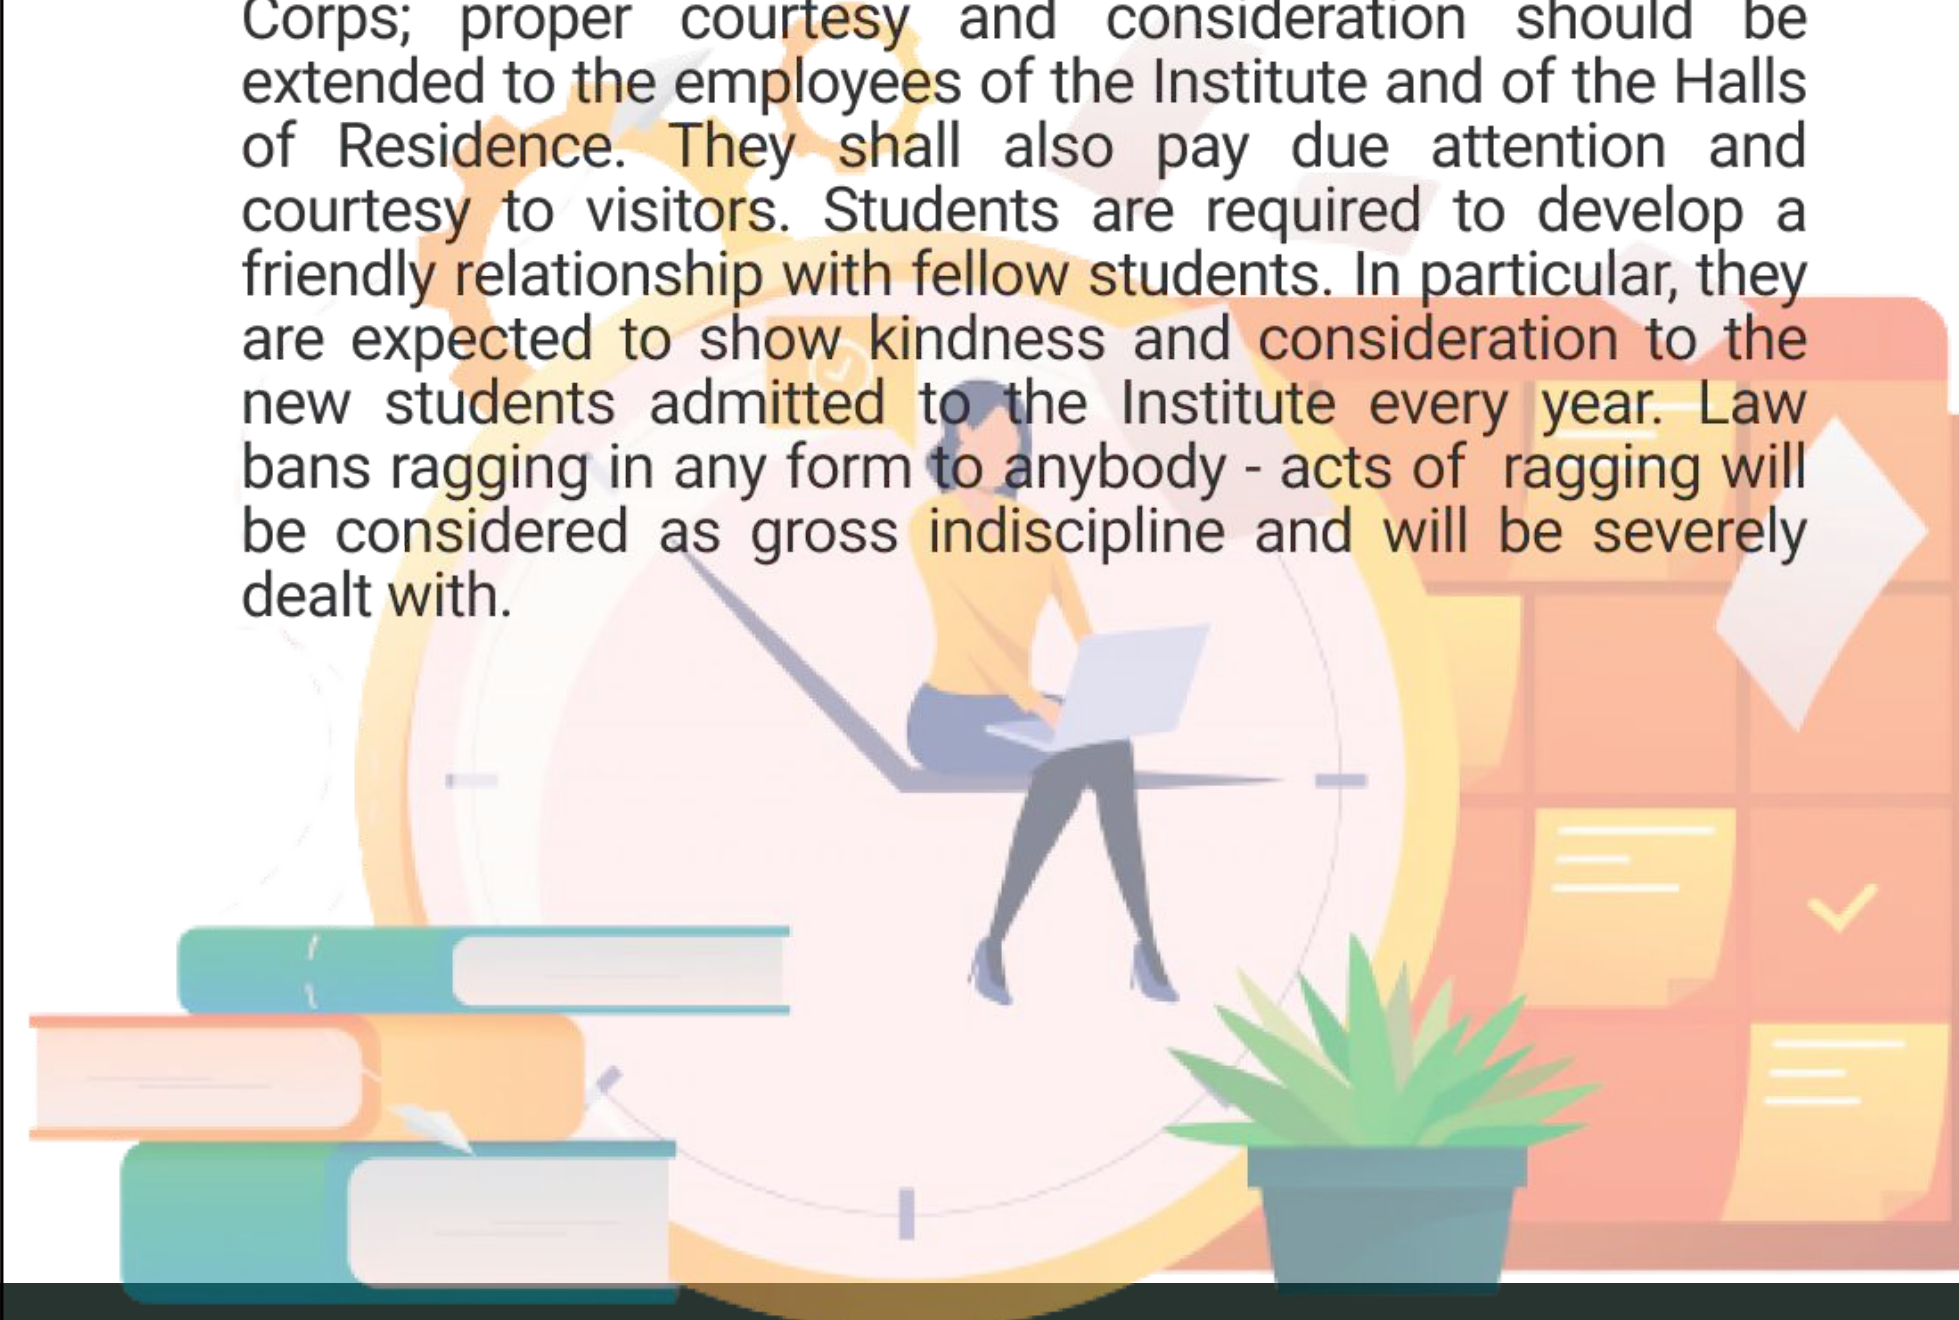 Corps; proper courtesy and consideration should be
extended to the employees of the Institute and of the Halls
of Residence. They shall also pay due attention and
courtesy to visitors. Students are required to develop a
friendly relationship with fellow students. In particular, they
are expected to show kindness and consideration to the
new students admitted to the Institute every year. Law
bans ragging in any form to anybody - acts of  ragging will
be considered as gross indiscipline and will be severely
dealt with.